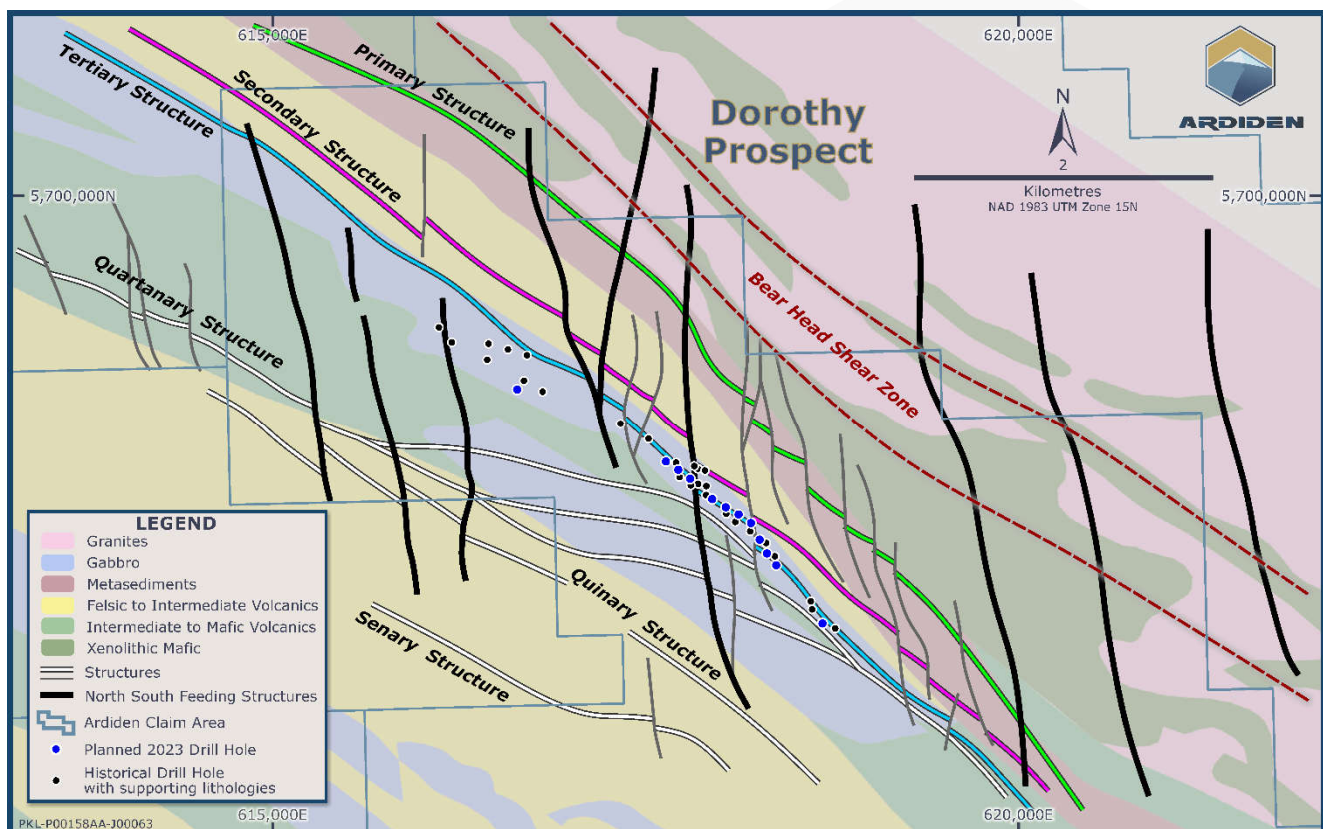 615,000E
620,000E
ARDIDEN
Dorothy
Prospect
N
2
Kilometres
NAD 1983 UTM Zone 15N
5,700,000N
5,700,000N
Tertiary Structure
Secondary Structure
Primary Structure
Quartanary Structure
Bear Head Shear Zone
Quinary Structure
Senary Structure
LEGEND
Granites
Gabbro
Metasediments
Felsic to Intermediate Volcanics
Intermediate to Mafic Volcanics
Xenolithic Mafic
Structures
North South Feeding Structures
Ardiden Claim Area
Planned 2023 Drill Hole
Historical Drill Hole
with supporting lithologies
PKL-P00158AA-J00063
615,000E
620,000E